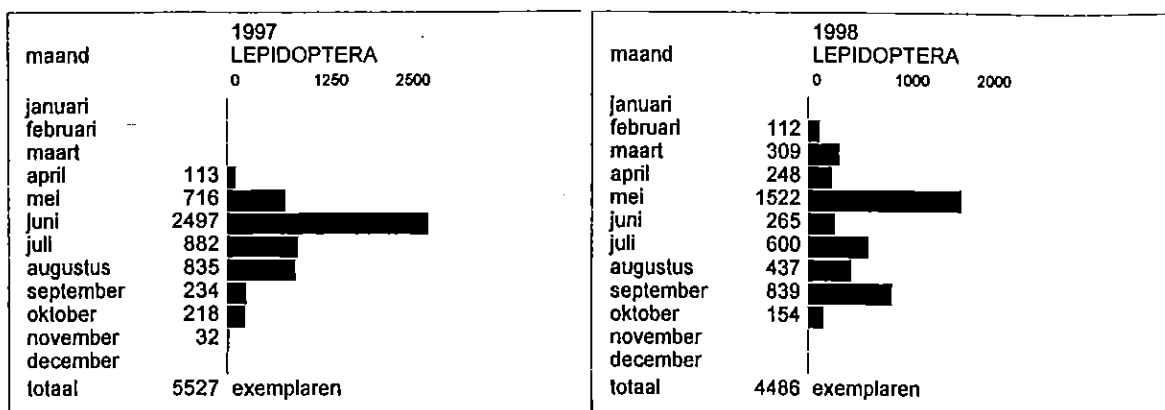 1997
maand LEPIDOPTERA
0 1250 2500
januari
februari
maart
april 113
mei 716
juni 2497
juli 882
augustus 835
september 234
oktober 218
november 32
december
totaal 5527 exemplaren
1998
maand LEPIDOPTERA
0 1000 2000
januari
februari 112
maart 309
april 248
mei 1522
juni 265
juli 600
augustus 437
september 839
oktober 154
november
december
totaal 4486 exemplaren